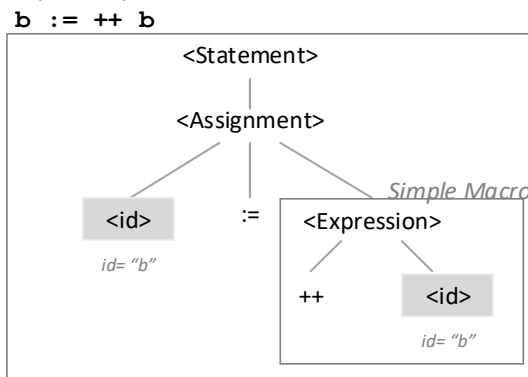 b := ++ b
<Statement>
<Assignment>
Simple Macro
<id>
:=
<Expression>
id= “b”
++
<id>
id= “b”